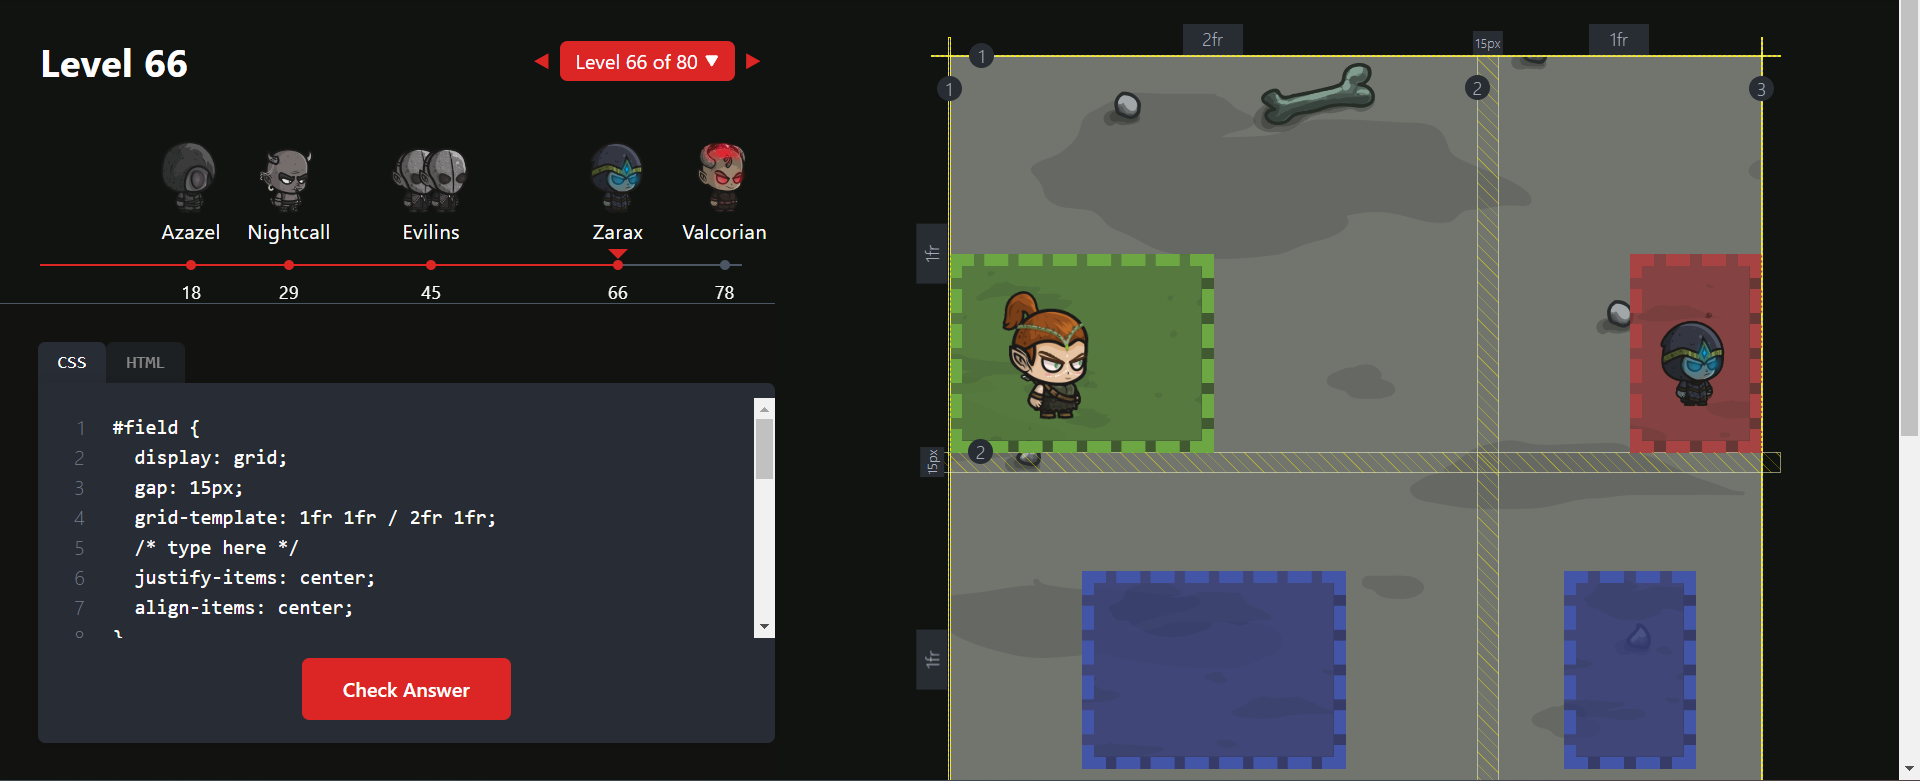 Level 66
Level 66 of 80
Azazel
Nightcall
Evilins
Zarax
Valcorian
18
29
45
66
78
CSS
HTML
1 #field {
2 display: grid;
3 gap: 15px;
4 grid-template: 1fr 1fr / 2fr 1fr;
5 /* type here */
6 justify-items: center;
7 align-items: center;
8 }
Check Answer
2fr
15px
1fr
1
1
2
3
1fr
2
15px
1fr